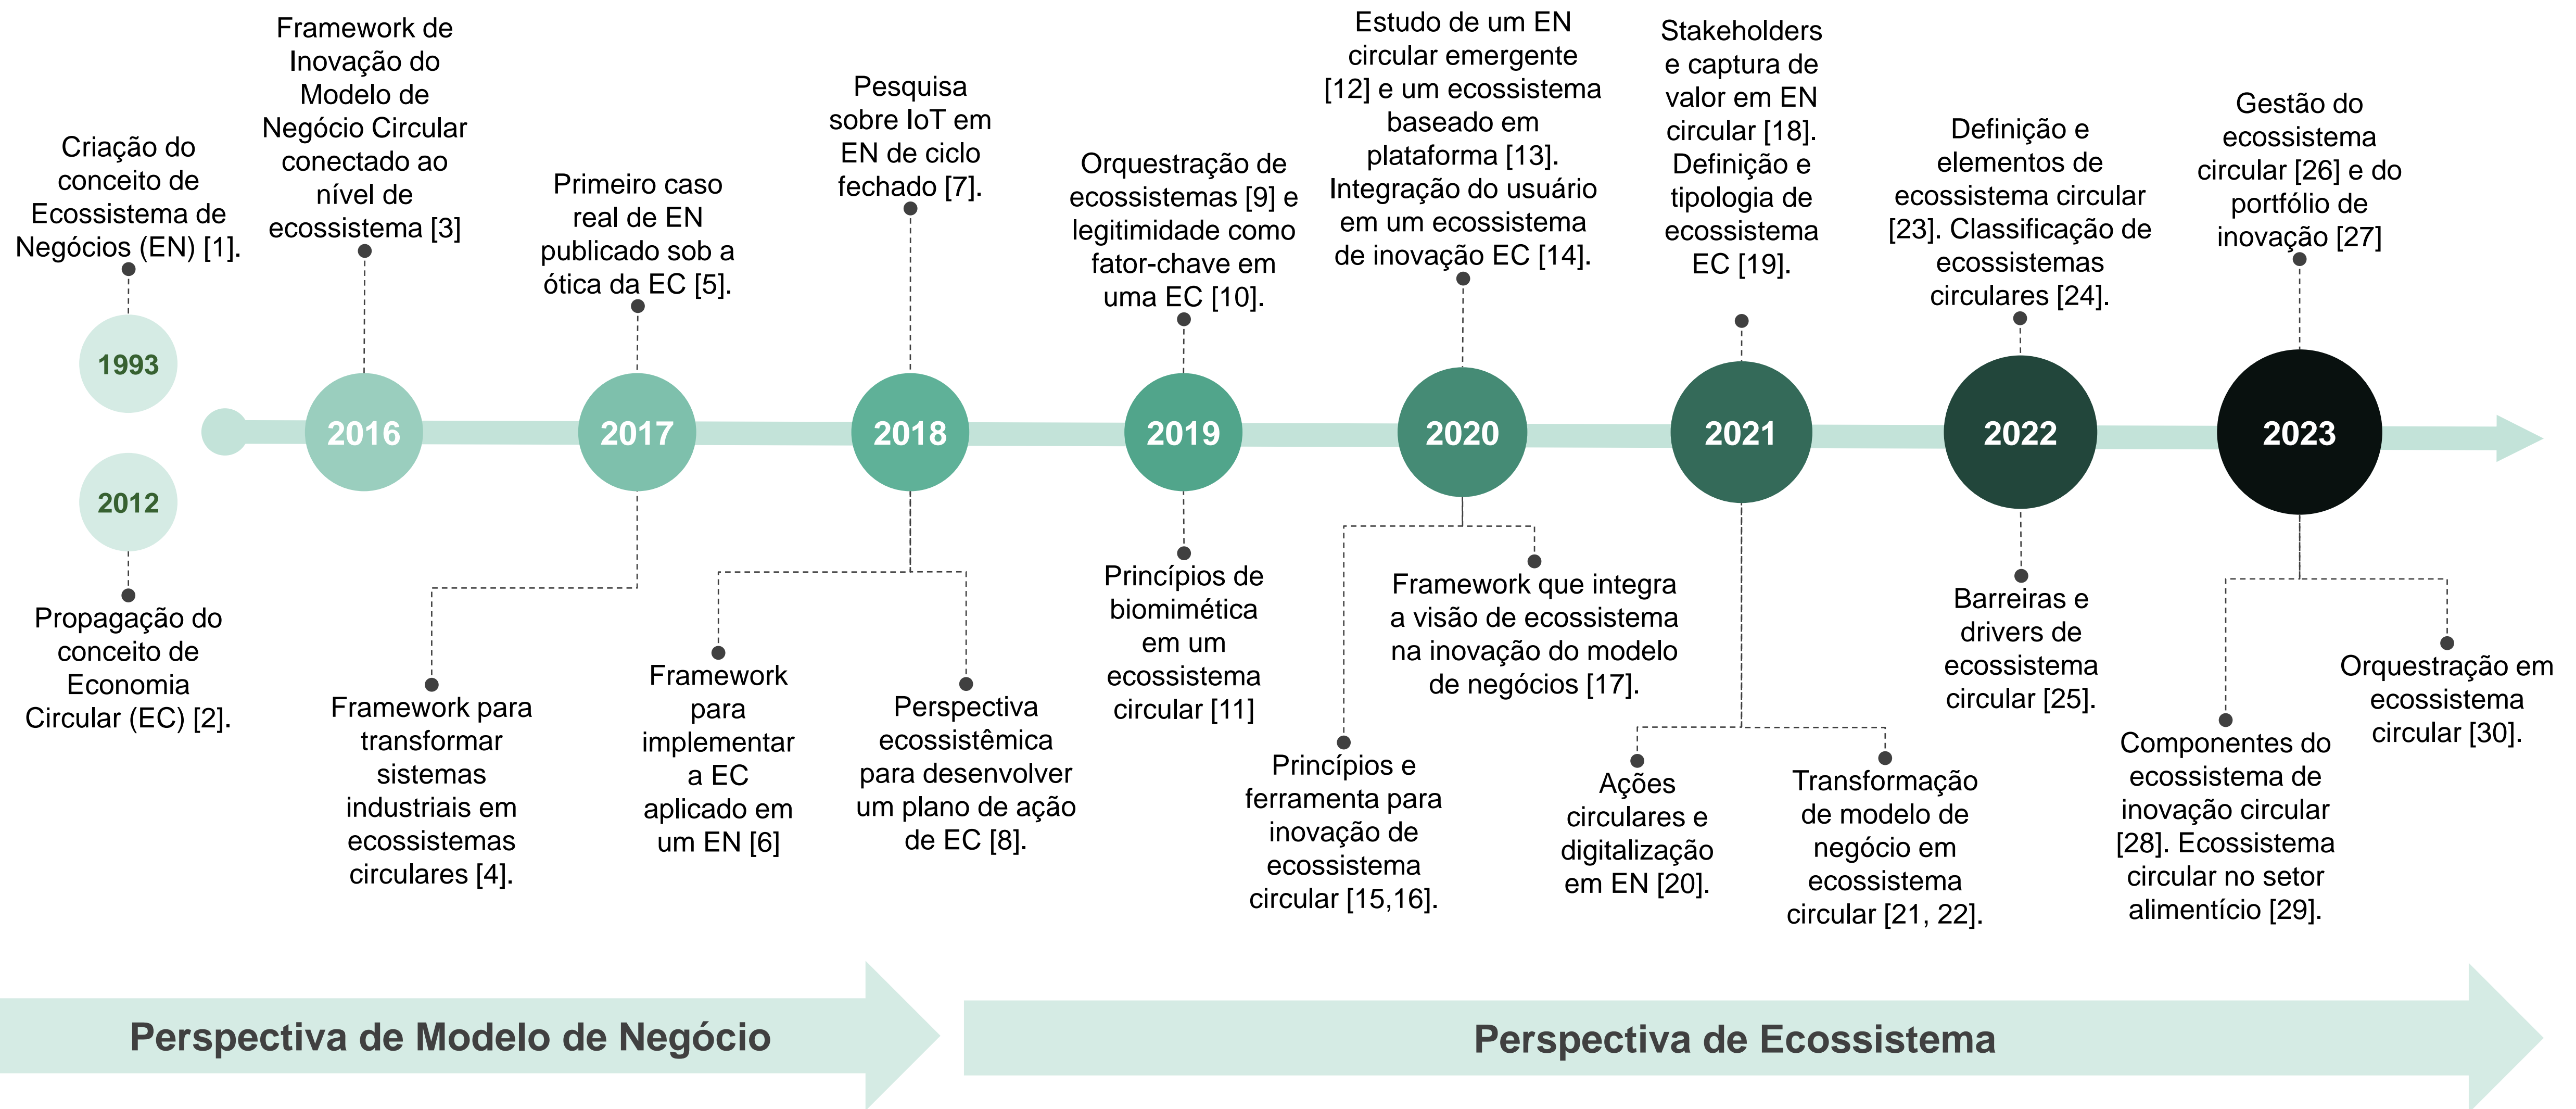 Criação do
conceito de
Ecossistema de
Negócios (EN) [1].
1993
2012
Propagação do
conceito de
Economia
Circular (EC) [2].
Framework de
Inovação do
Modelo de
Negócio Circular
conectado ao
nível de
ecossistema [3]
2016
Primeiro caso
real de EN
publicado sob a
ótica da EC [5].
2017
Framework para
transformar
sistemas
industriais em
ecossistemas
circulares [4].
Pesquisa
sobre IoT em
EN de ciclo
fechado [7].
2018
Framework
para
implementar
a EC
aplicado em
um EN [6]
Perspectiva
ecossistêmica
para desenvolver
um plano de ação
de EC [8].
Orquestração de
ecossistemas [9] e
legitimidade como
fator-chave em
uma EC [10].
2019
Princípios de
biomimética
em um
ecossistema
circular [11]
Estudo de um EN
circular emergente
[12] e um ecossistema
baseado em
plataforma [13].
Integração do usuário
em um ecossistema
de inovação EC [14].
2020
Princípios e
ferramenta para
inovação de
ecossistema
circular [15,16].
Framework que integra
a visão de ecossistema
na inovação do modelo
de negócios [17].
Stakeholders
e captura de
valor em EN
circular [18].
Definição e
tipologia de
ecossistema
EC [19].
2021
Ações
circulares e
digitalização
em EN [20].
Transformação
de modelo de
negócio em
ecossistema
circular [21, 22].
Definição e
elementos de
ecossistema circular
[23]. Classificação de
ecossistemas
circulares [24].
2022
Barreiras e
drivers de
ecossistema
circular [25].
Gestão do
ecossistema
circular [26] e do
portfólio de
inovação [27]
2023
Componentes do
ecossistema de
inovação circular
[28]. Ecossistema
circular no setor
alimentício [29].
Orquestração em
ecossistema
circular [30].
Perspectiva de Modelo de Negócio
Perspectiva de Ecossistema